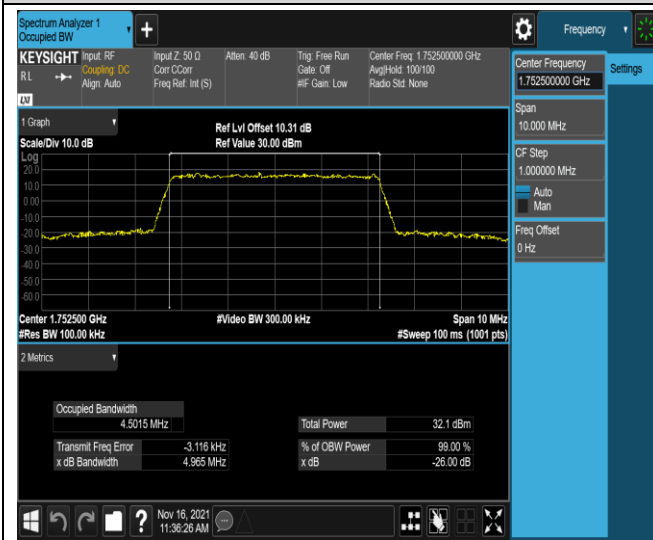 Spectrum Analyzer 1
Occupied BW
+
Frequency
KEYSIGHT Input: RF Input Z: 50 Ω Atten: 40 dB Trig: Free Run Center Freq: 1.752500000 GHz
RL Coupling: DC Corr CCorr Gate: Off Avg|Hold: 100/100
Align: Auto Freq Ref: Int (S) #IF Gain: Low Radio Std: None
LXI
Center Frequency
1.752500000 GHz
Settings
Span
10.000 MHz
CF Step
1.000000 MHz
Auto
Man
Freq Offset
0 Hz
1 Graph
Ref Lvl Offset 10.31 dB
Scale/Div 10.0 dB Ref Value 30.00 dBm
Log
20.0
10.0
0.00
-10.0
-20.0
-30.0
-40.0
-50.0
-60.0
Center 1.752500 GHz #Video BW 300.00 kHz Span 10 MHz
#Res BW 100.00 kHz #Sweep 100 ms (1001 pts)
2 Metrics
Occupied Bandwidth
4.5015 MHz Total Power 32.1 dBm
Transmit Freq Error -3.116 kHz % of OBW Power 99.00 %
x dB Bandwidth 4.965 MHz x dB -26.00 dB
? Nov 16, 2021
11:36:26 AM